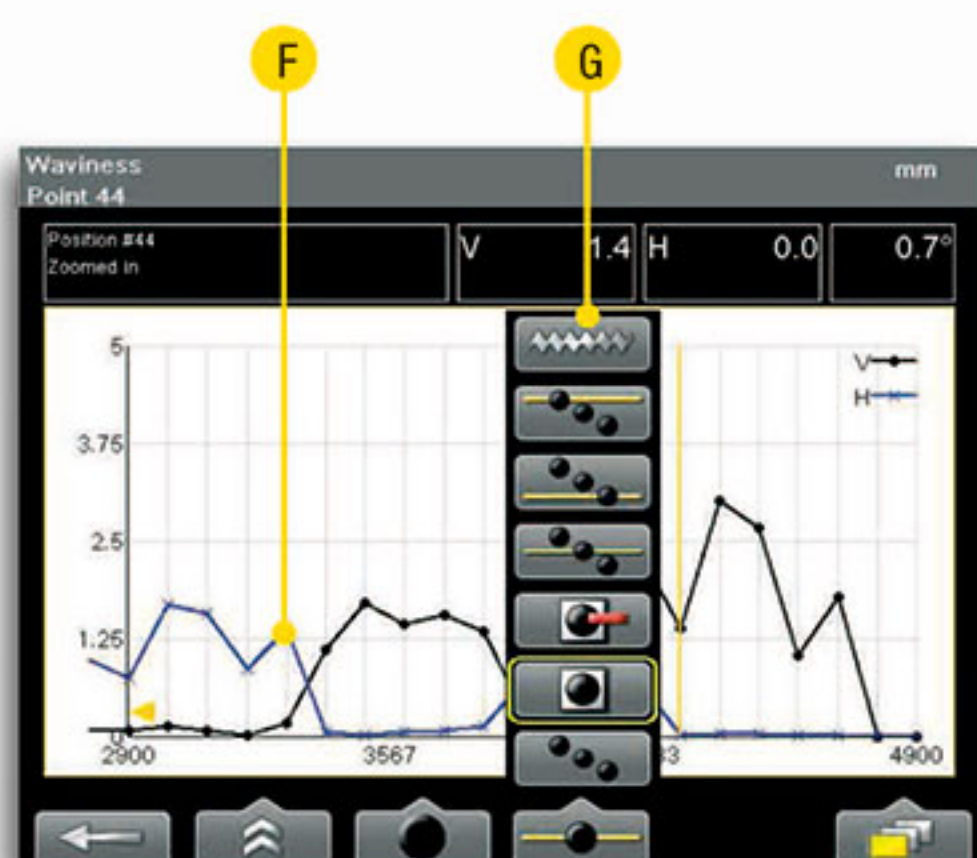 F
G
Waviness
Point 44
mm
Position #44
Zoomed in
V 1.4
H 0.0
0.7°
5
3.75
2.5
1.25
0
V
H
2900
3567
33
4900